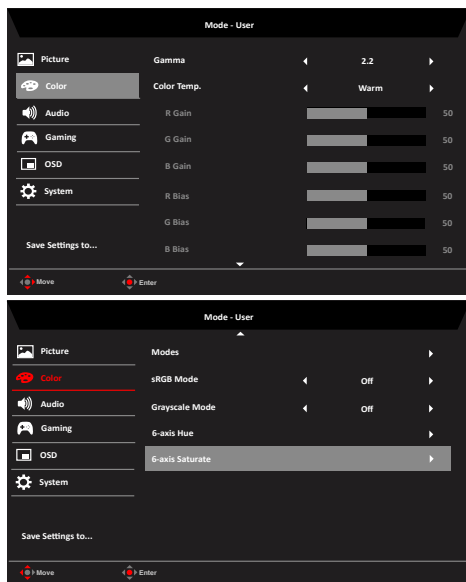 Mode - User
Picture
Gamma 2.2
Color
Color Temp. Warm
Audio
R Gain 50
Gaming
G Gain 50
OSD
B Gain 50
System
R Bias 50
G Bias 50
Save Settings to...
B Bias 50
Move Enter
Mode - User
Picture
Modes
Color
sRGB Mode Off
Audio
Grayscale Mode Off
Gaming
6-axis Hue
OSD
6-axis Saturate
System
Save Settings to...
Move Enter